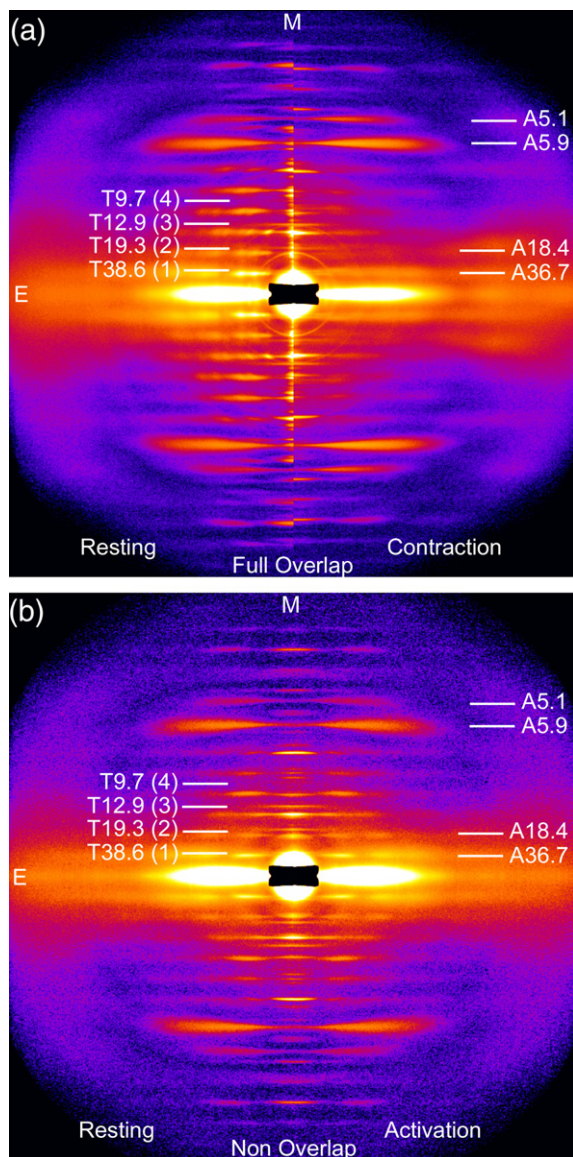 (a)
M
A5.1
A5.9
T9.7 (4)
T12.9 (3)
T19.3 (2)
T38.6 (1)
A18.4
A36.7
E
Resting
Contraction
Full Overlap
(b)
M
A5.1
A5.9
T9.7 (4)
T12.9 (3)
T19.3 (2)
T38.6 (1)
A18.4
A36.7
E
Resting
Activation
Non Overlap